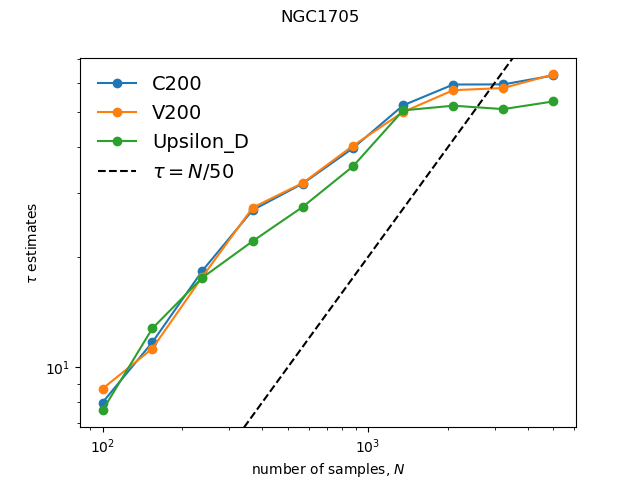 NGC1705
C200
V200
Upsilon_D
τ = N/50
τ estimates
10¹
10² 10³
number of samples, N